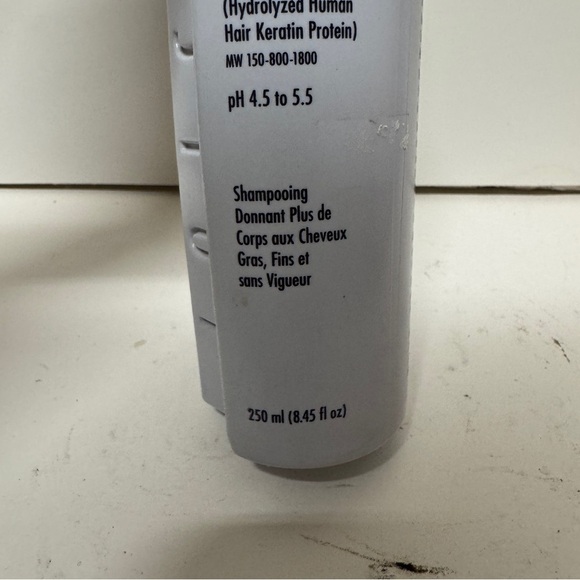 (Hydrolyzed Human
Hair Keratin Protein)
MW 150-800-1800
pH 4.5 to 5.5
Shampooing
Donnant Plus de
Corps aux Cheveux
Gras, Fins et
sans Vigueur
250 ml (8.45 fl oz)